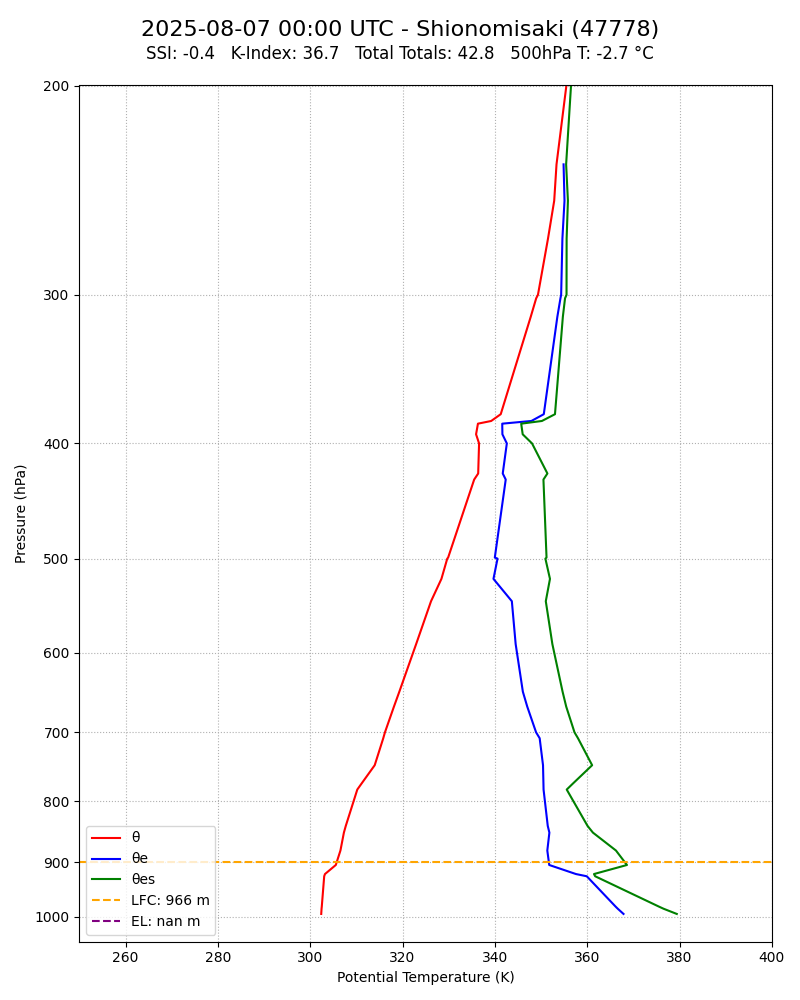 2025-08-07 00:00 UTC - Shionomisaki (47778)
SSI: -0.4 K-Index: 36.7 Total Totals: 42.8 500hPa T: -2.7 °C
200
300
400
500
600
700
800
900
1000
Pressure (hPa)
θ
θe
θes
LFC: 966 m
EL: nan m
260 280 300 320 340 360 380 400
Potential Temperature (K)